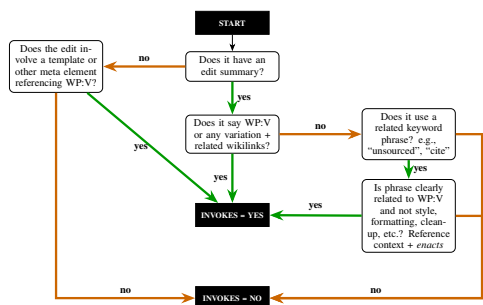 START
Does the edit in-
volve a template or
other meta element
referencing WP:V?
no
Does it have an
edit summary?
yes
Does it say WP:V
or any variation +
related wikilinks?
no
Does it use a
related keyword
phrase? e.g.,
“unsourced”, “cite”
yes
yes
yes
Is phrase clearly
related to WP:V
and not style,
formatting, clean-
up, etc.? Reference
context + enacts
yes
INVOKES = YES
no
INVOKES = NO
no